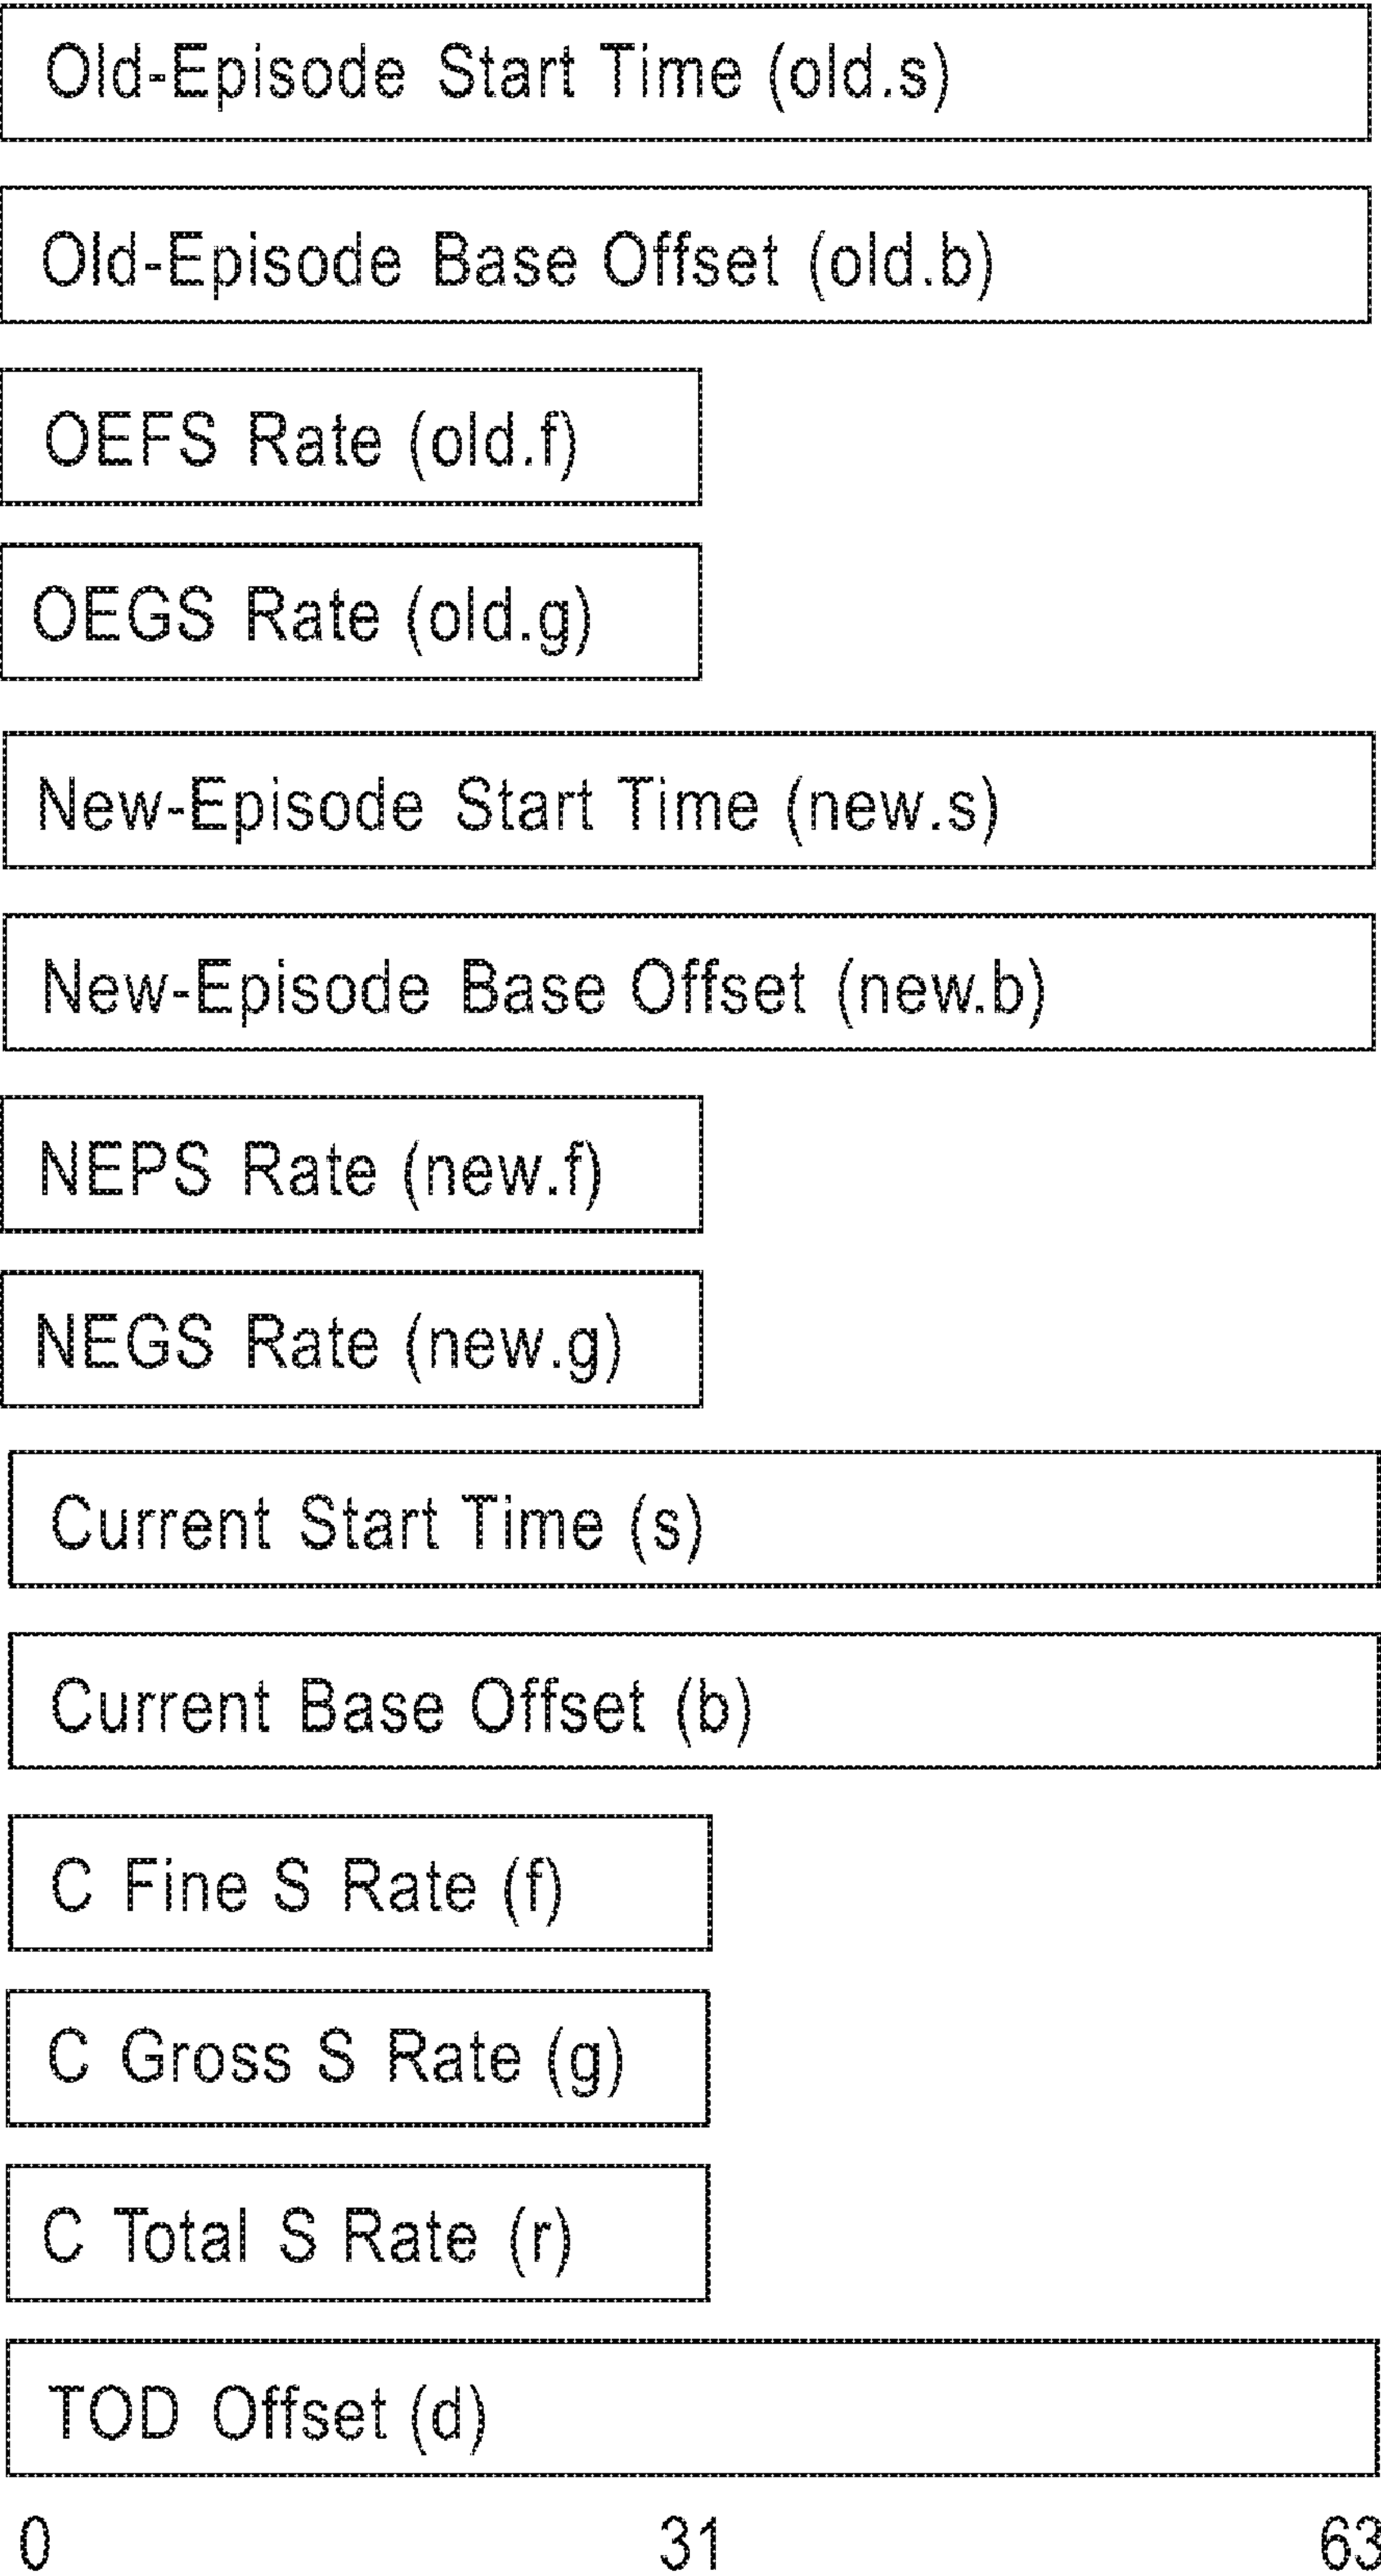 Old-Episode Start Time (old.s)
Old-Episode Base Offset (old.b)
OEFS Rate (old.f)
OEGS Rate (old.g)
New-Episode Start Time (new.s)
New-Episode Base Offset (new.b)
NEPS Rate (new.f)
NEGS Rate (new.g)
Current Start Time (s)
Current Base Offset (b)
C Fine S Rate (f)
C Gross S Rate (g)
C Total S Rate (r)
TOD Offset (d)
0 31 63